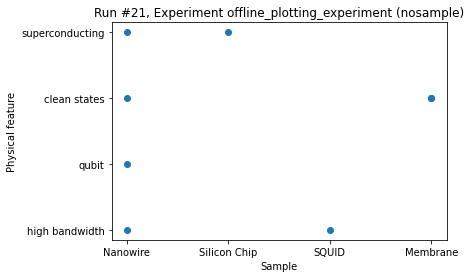 Run #21, Experiment offline_plotting_experiment (nosample)
superconducting
clean states
qubit
high bandwidth
Physical feature
Nanowire
Silicon Chip
SQUID
Membrane
Sample